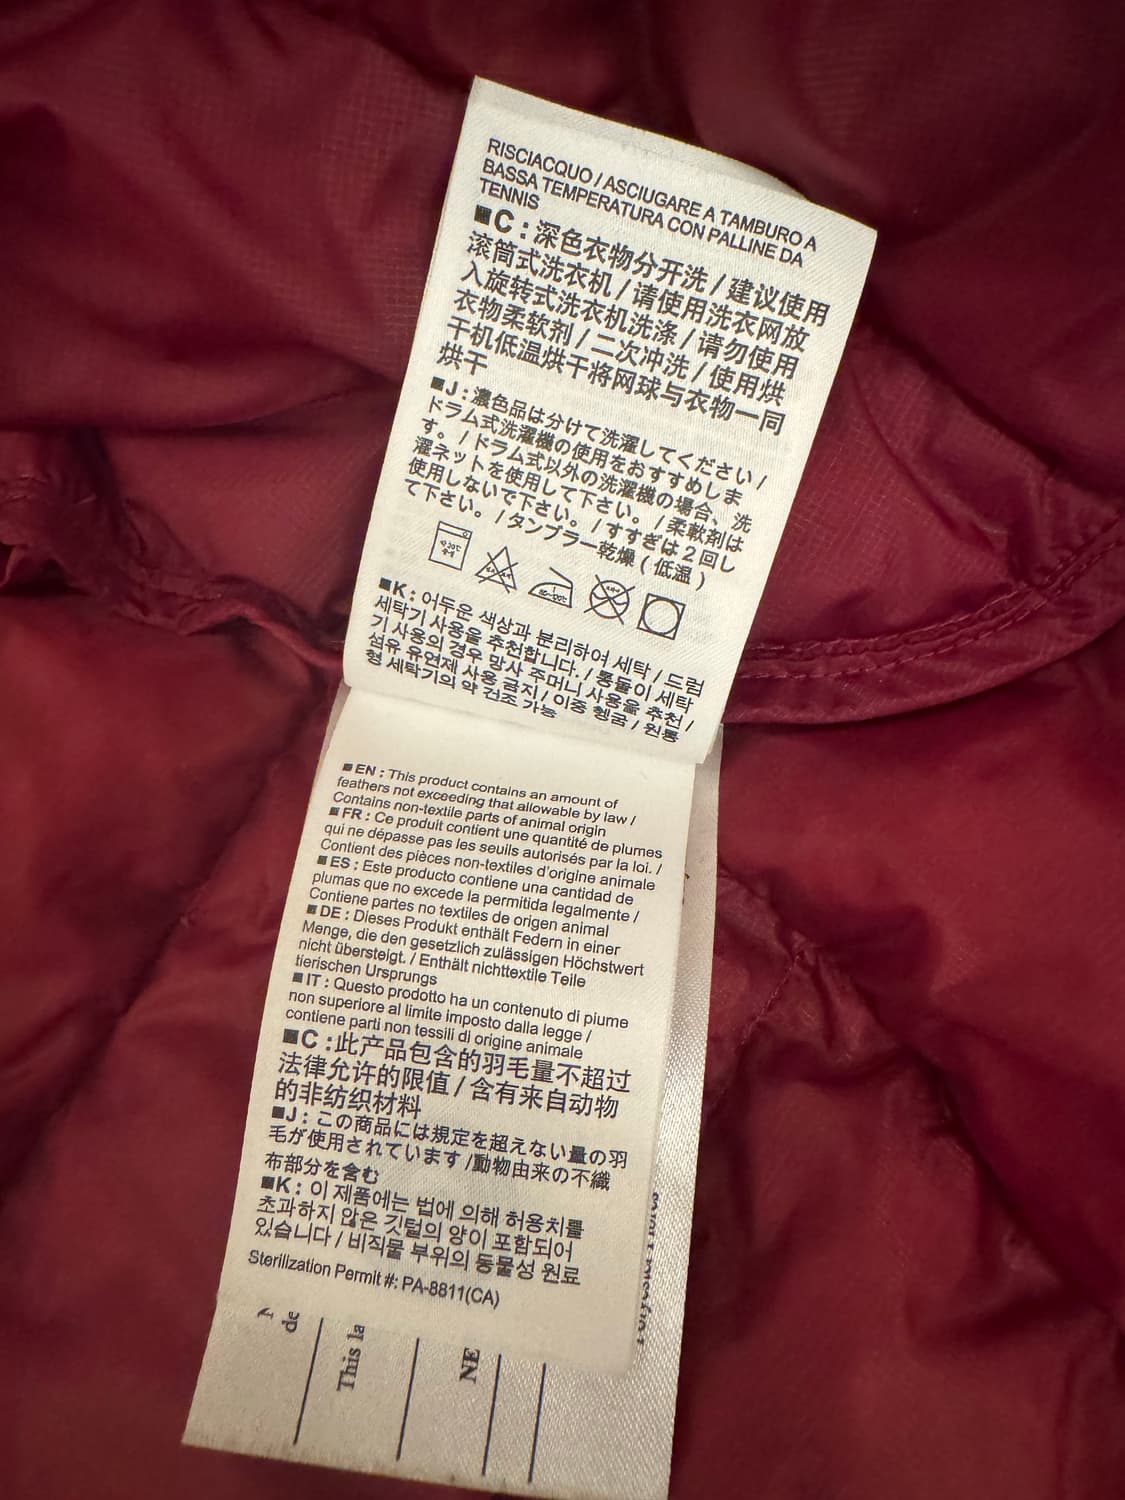 RISCIACQUO / ASCIUGARE A TAMBURO A
BASSA TEMPERATURA CON PALLINE DA
TENNIS
■C : 深色衣物分开洗 / 建议使用
滚筒式洗衣机 / 请使用洗衣网放
入旋转式洗衣机洗涤 / 请勿使用
衣物柔软剂 / 二次冲洗 / 使用烘
干机低温烘干将网球与衣物一同
烘干
■J : 濃色品は分けて洗濯してください /
ドラム式洗濯機の使用をおすすめしま
す。 / ドラム式以外の洗濯機の場合、洗
濯ネットを使用して下さい。 / 柔軟剤は
使用しないで下さい。 / すすぎは 2 回し
て下さい。 / タンブラー乾燥 ( 低温 )
■K : 어두운 색상과 분리하여 세탁 / 드럼
세탁기 사용을 추천합니다. / 통돌이 세탁
기 사용의 경우 망사 주머니 사용을 추천 /
섬유 유연제 사용 금지 / 이중 헹굼 / 원통
형 세탁기의 약 건조 가능
■ EN : This product contains an amount of
feathers not exceeding that allowable by law /
Contains non-textile parts of animal origin
■ FR : Ce produit contient une quantité de plumes
qui ne dépasse pas les seuils autorisés par la loi. /
Contient des pièces non-textiles d'origine animale
■ ES : Este producto contiene una cantidad de
plumas que no excede la permitida legalmente /
Contiene partes no textiles de origen animal
■ DE : Dieses Produkt enthält Federn in einer
Menge, die den gesetzlich zulässigen Höchstwert
nicht übersteigt. / Enthält nichttextile Teile
tierischen Ursprungs
■ IT : Questo prodotto ha un contenuto di piume
non superiore al limite imposto dalla legge /
contiene parti non tessili di origine animale
■C :此产品包含的羽毛量不超过
法律允许的限值 / 含有来自动物
的非纺织材料
■J : この商品には規定を超えない量の羽
毛が使用されています /動物由来の不織
布部分を含む
■K : 이 제품에는 법에 의해 허용치를
초과하지 않은 깃털의 양이 포함되어
있습니다 / 비직물 부위의 동물성 원료
Sterilization Permit #: PA-8811(CA)
de
This la
NE